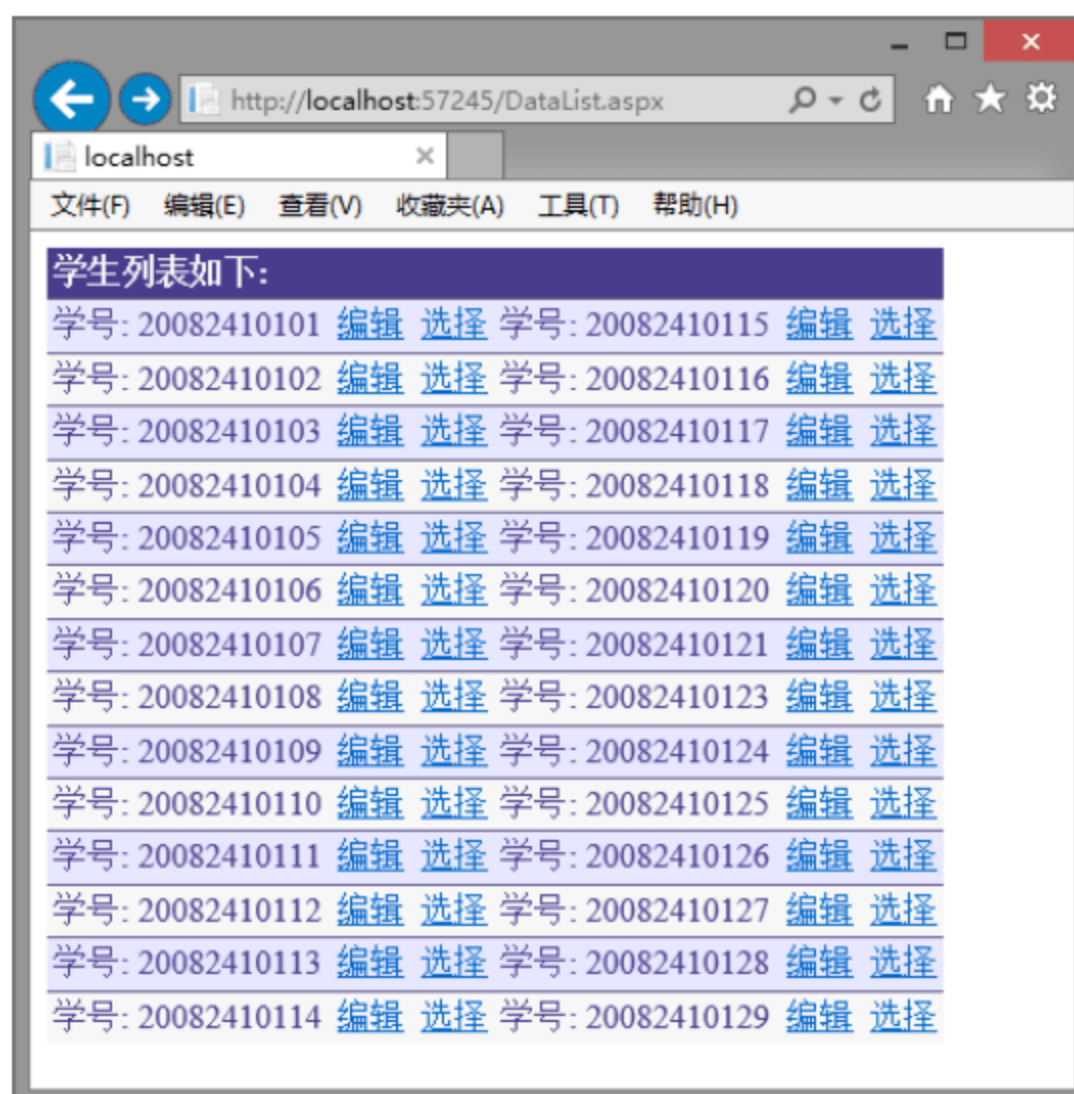 http://localhost:57245/DataList.aspx
localhost
文件(F) 编辑(E) 查看(V) 收藏夹(A) 工具(T) 帮助(H)
学生列表如下:
学号: 20082410101 编辑 选择 学号: 20082410115 编辑 选择
学号: 20082410102 编辑 选择 学号: 20082410116 编辑 选择
学号: 20082410103 编辑 选择 学号: 20082410117 编辑 选择
学号: 20082410104 编辑 选择 学号: 20082410118 编辑 选择
学号: 20082410105 编辑 选择 学号: 20082410119 编辑 选择
学号: 20082410106 编辑 选择 学号: 20082410120 编辑 选择
学号: 20082410107 编辑 选择 学号: 20082410121 编辑 选择
学号: 20082410108 编辑 选择 学号: 20082410123 编辑 选择
学号: 20082410109 编辑 选择 学号: 20082410124 编辑 选择
学号: 20082410110 编辑 选择 学号: 20082410125 编辑 选择
学号: 20082410111 编辑 选择 学号: 20082410126 编辑 选择
学号: 20082410112 编辑 选择 学号: 20082410127 编辑 选择
学号: 20082410113 编辑 选择 学号: 20082410128 编辑 选择
学号: 20082410114 编辑 选择 学号: 20082410129 编辑 选择